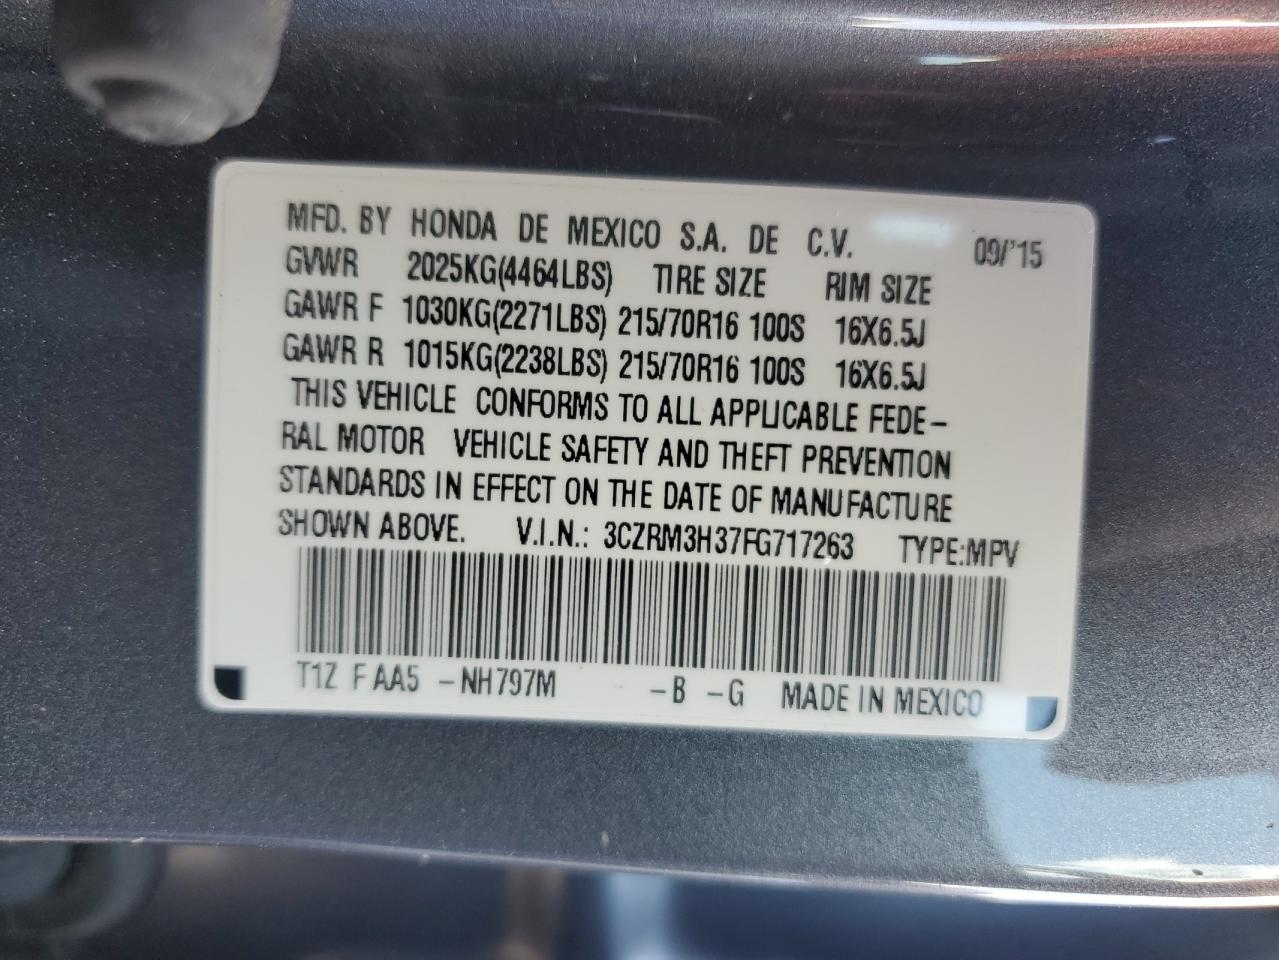 MFD. BY HONDA DE MEXICO S.A. DE C.V. 09/'15
GVWR 2025KG(4464LBS) TIRE SIZE RIM SIZE
GAWR F 1030KG(2271LBS) 215/70R16 100S 16X6.5J
GAWR R 1015KG(2238LBS) 215/70R16 100S 16X6.5J
THIS VEHICLE CONFORMS TO ALL APPLICABLE FEDE-
RAL MOTOR VEHICLE SAFETY AND THEFT PREVENTION
STANDARDS IN EFFECT ON THE DATE OF MANUFACTURE
SHOWN ABOVE. V.I.N.: 3CZRM3H37FG717263 TYPE:MPV
T1Z F AA5 -NH797M -B -G MADE IN MEXICO